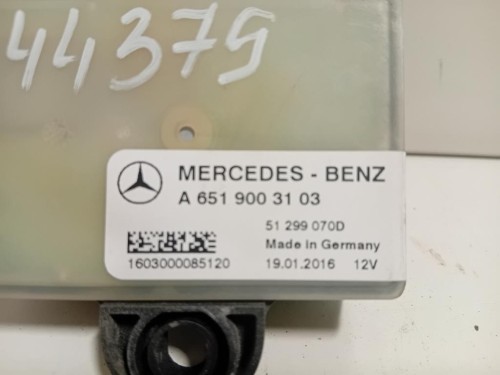 44379
MERCEDES - BENZ
A 651 900 31 03
51 299 070D
Made in Germany
1603000085120
19.01.2016 12V